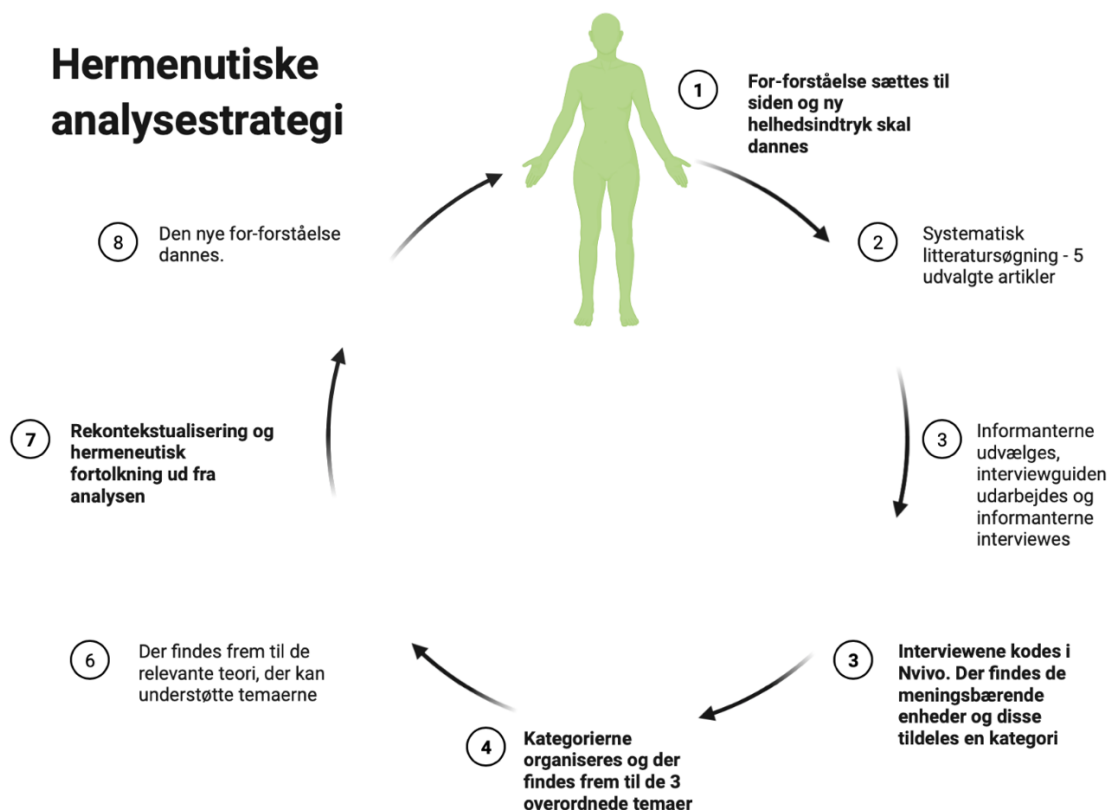 Hermenutiske
analysestrategi
1
For-forståelse sættes til
siden og ny
helhedsindtryk skal
dannes
2
Systematisk
litteratursøgning - 5
udvalgte artikler
3
Informanterne
udvælges,
interviewguiden
udarbejdes og
informanterne
interviewes
3
Interviewene kodes i
Nvivo. Der findes de
meningsbærende
enheder og disse
tildeles en kategori
4
Kategorierne
organiseres og der
findes frem til de 3
overordnede temaer
6
Der findes frem til de
relevante teori, der kan
understøtte temaerne
7
Rekontekstualisering og
hermeneutisk
fortolkning ud fra
analysen
8
Den nye for-forståelse
dannes.